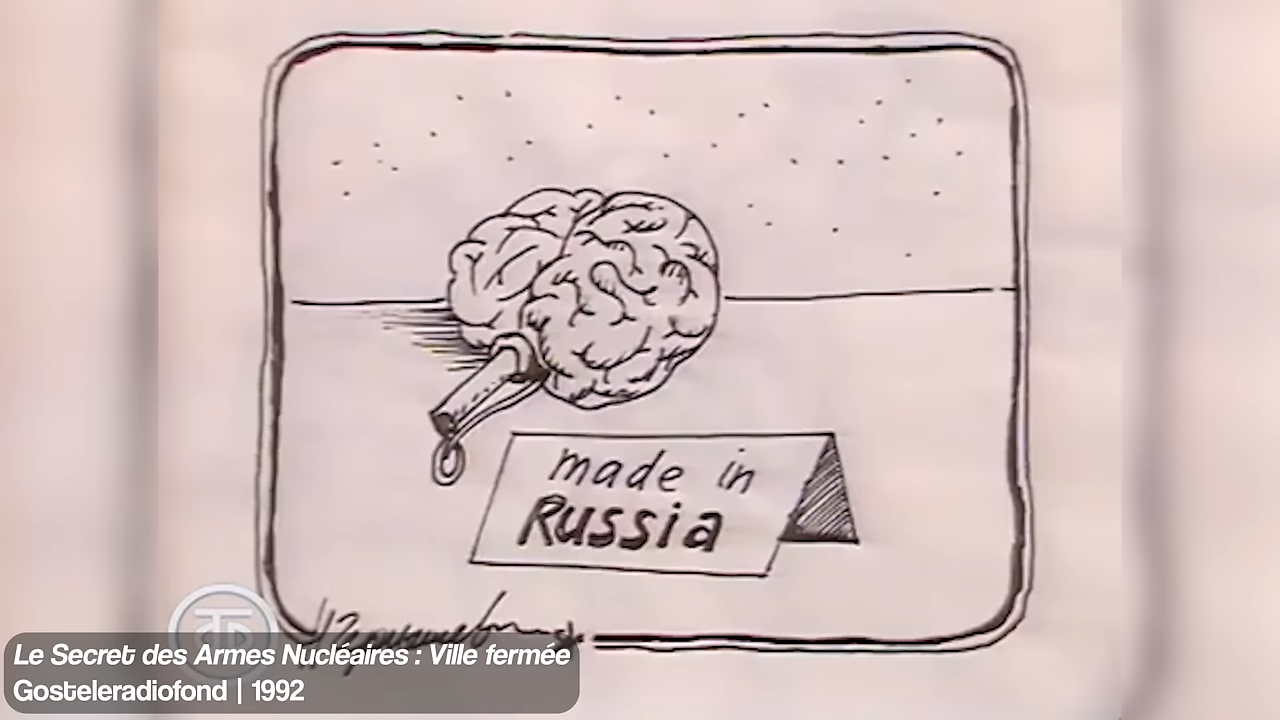 made in
Russia
Le Secret des Armes Nucléaires : Ville fermée
Gosteleradiofond | 1992